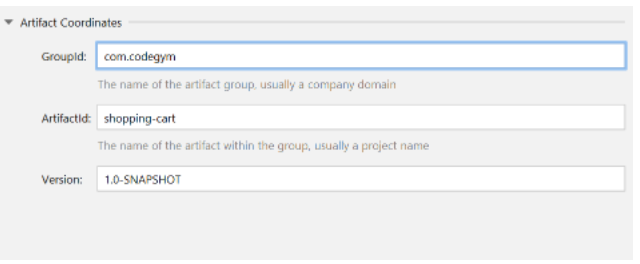 Artifact Coordinates
GroupId: com.codegym
The name of the artifact group, usually a company domain
ArtifactId: shopping-cart
The name of the artifact within the group, usually a project name
Version: 1.0-SNAPSHOT